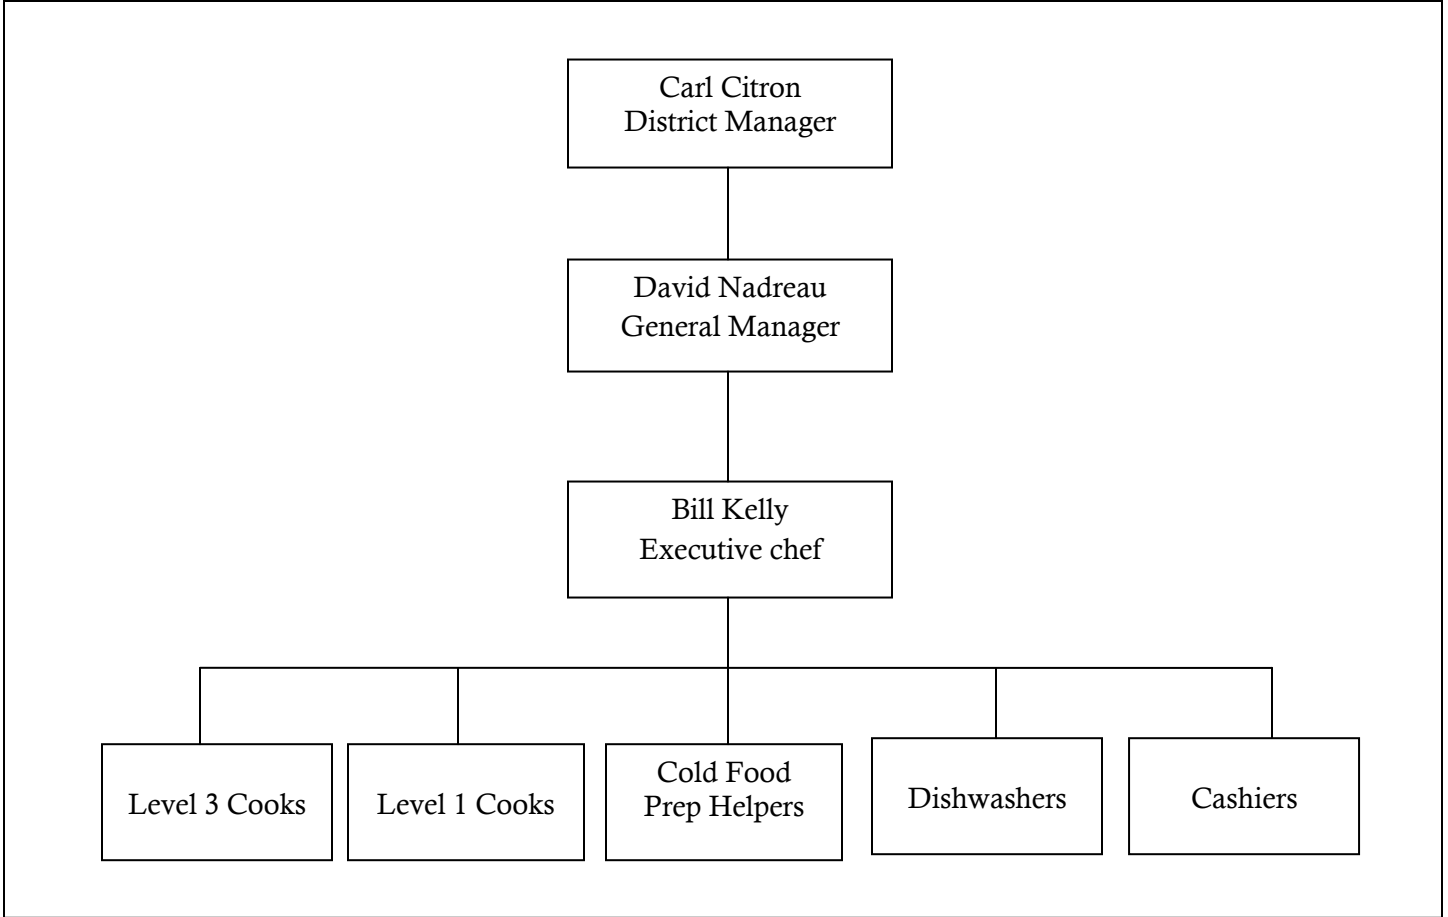 Carl Citron
District Manager
David Nadreau
General Manager
Bill Kelly
Executive chef
Level 3 Cooks
Level 1 Cooks
Cold Food
Prep Helpers
Dishwashers
Cashiers